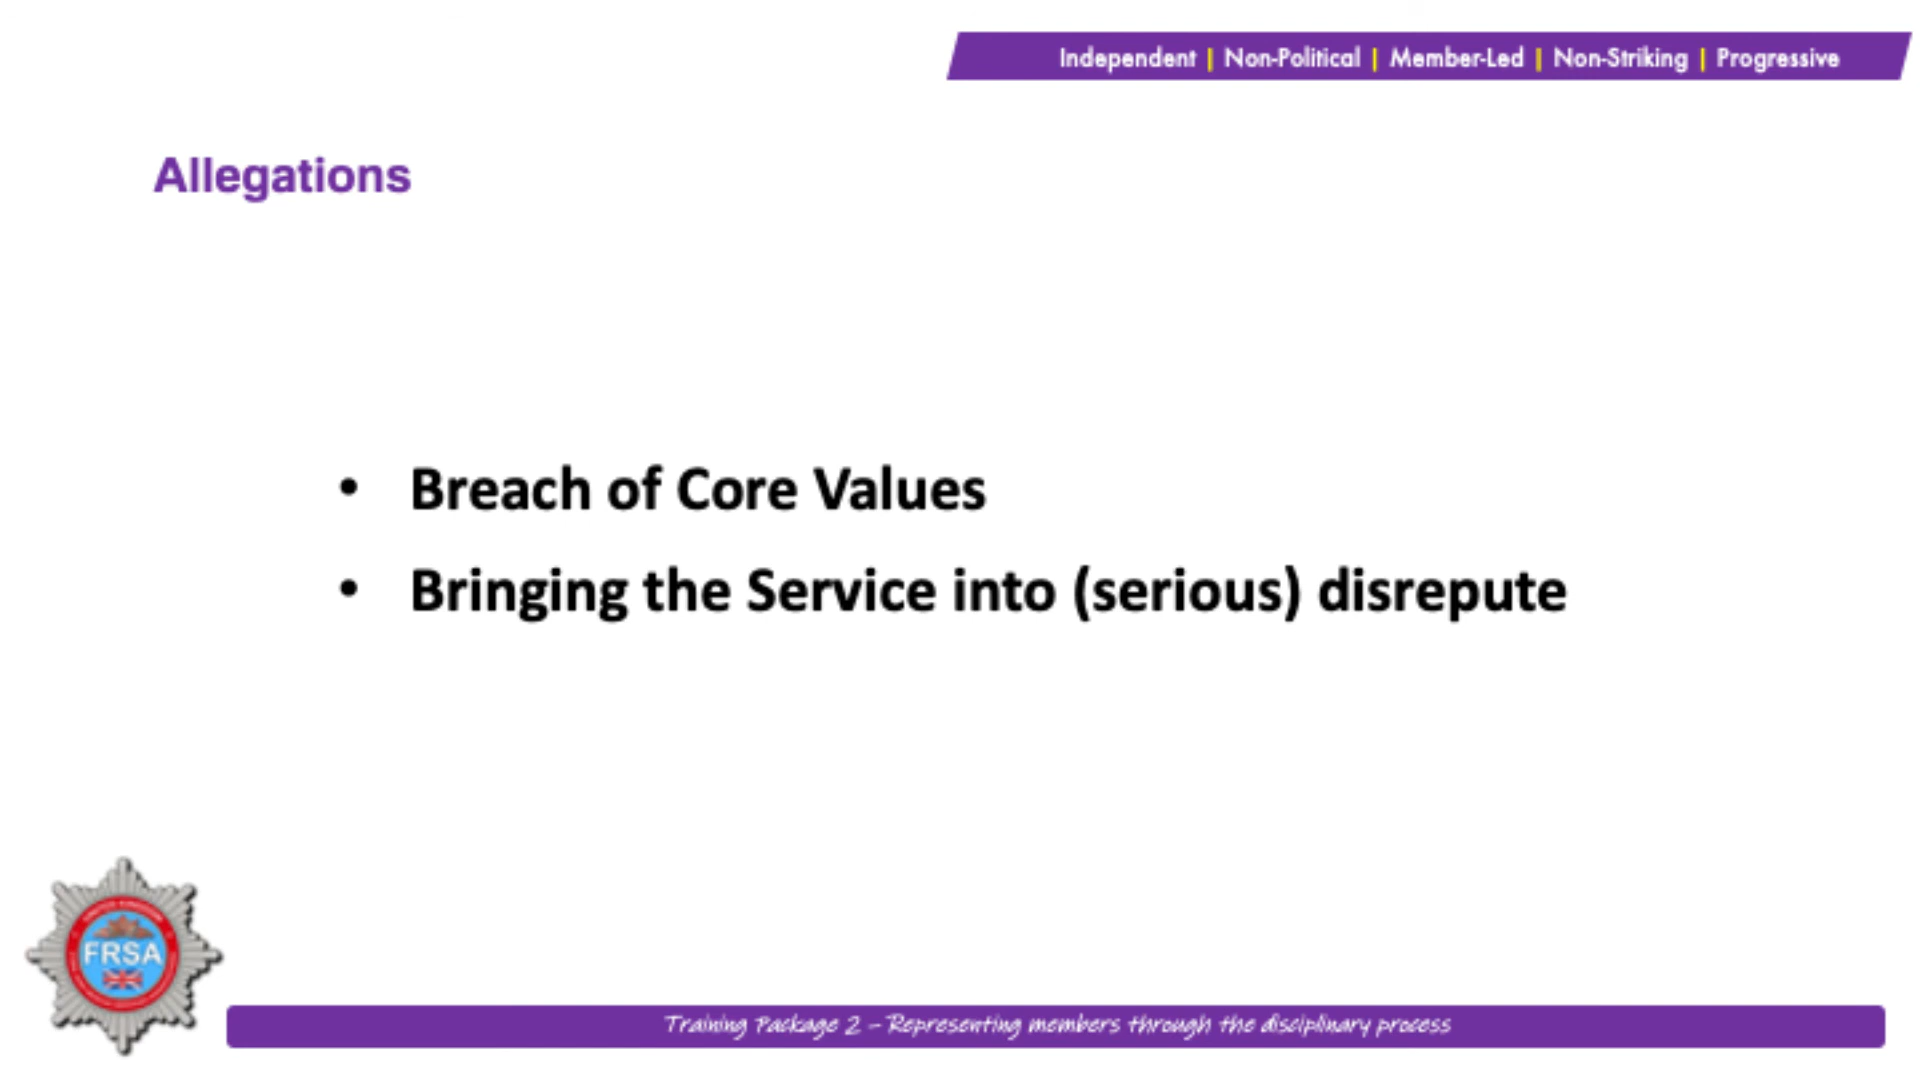 Independent | Non-Political | Member-Led | Non-Striking | Progressive
Allegations
• Breach of Core Values
• Bringing the Service into (serious) disrepute
FRSA
Training Package 2 – Representing members through the disciplinary process